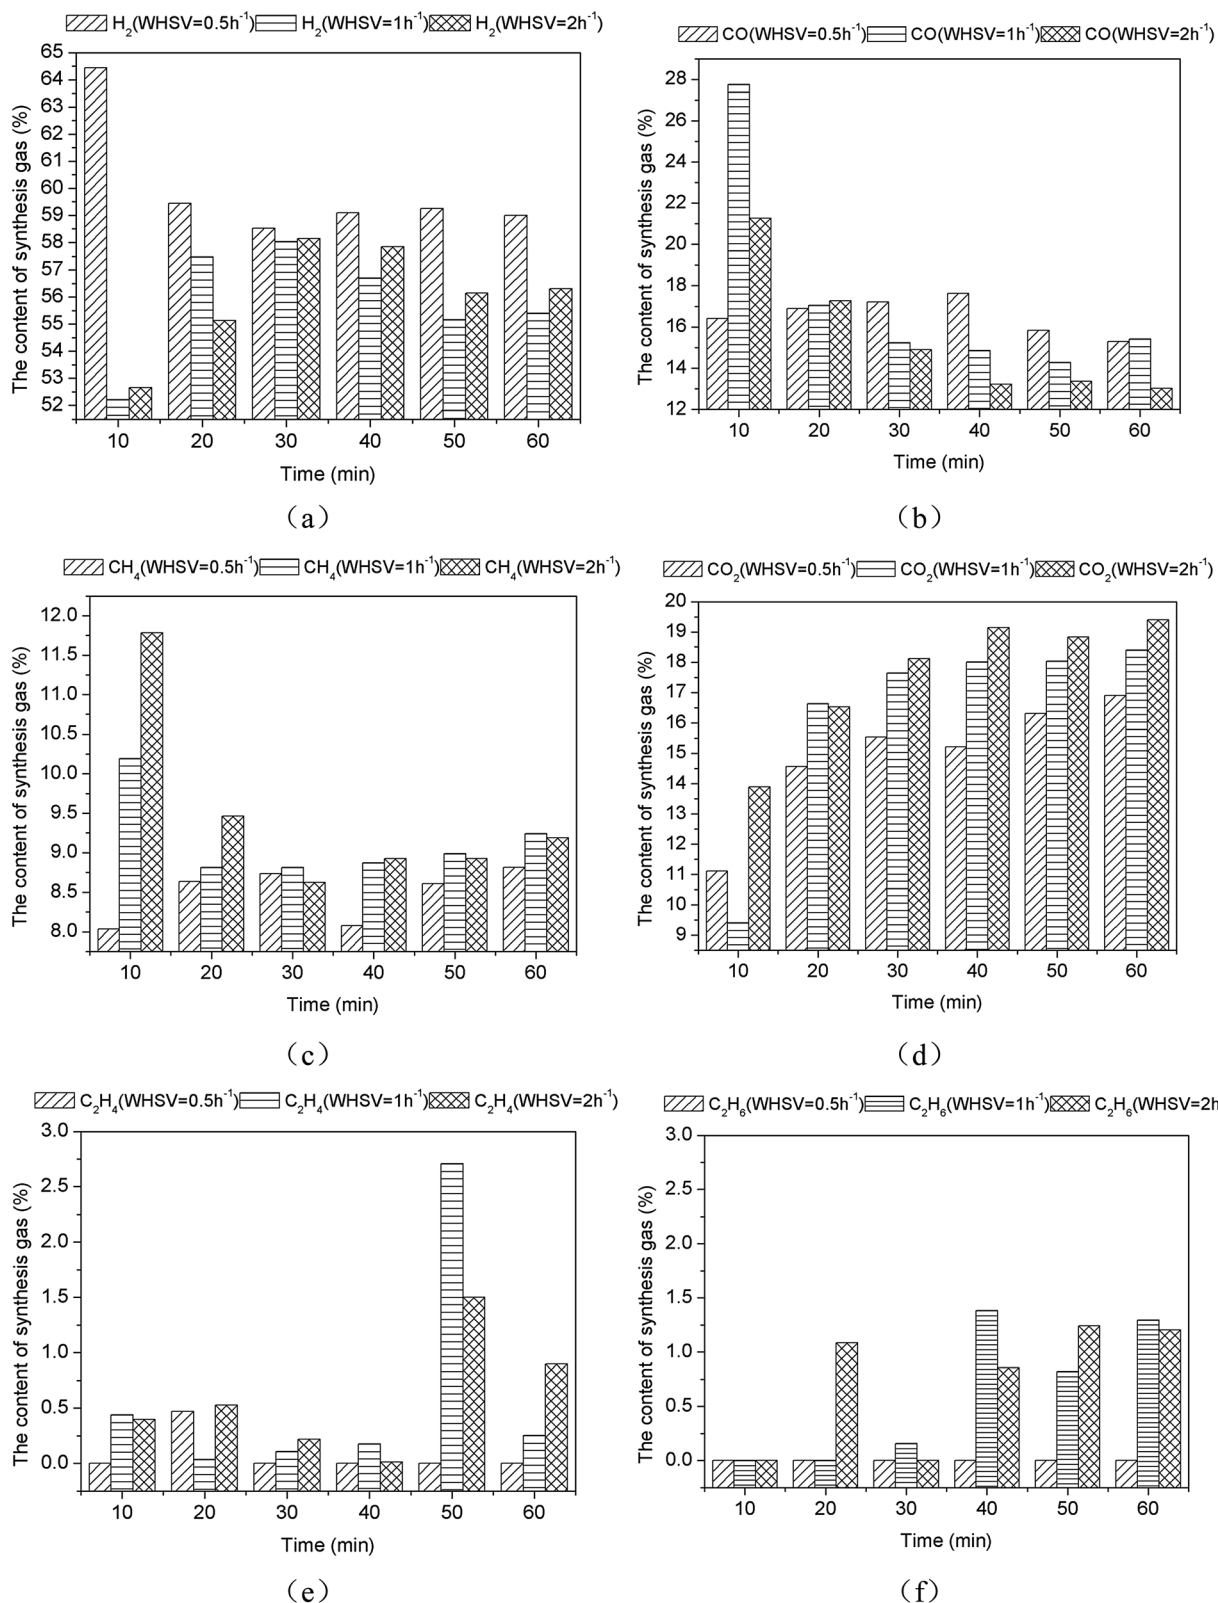 H2(WHSV=0.5h-1) H2(WHSV=1h-1) H2(WHSV=2h-1)
65
64
63
62
61
60
59
58
57
56
55
54
53
52
The content of synthesis gas (%)
10 20 30 40 50 60
Time (min)
(a)
CO(WHSV=0.5h-1) CO(WHSV=1h-1) CO(WHSV=2h-1)
28
26
24
22
20
18
16
14
12
The content of synthesis gas (%)
10 20 30 40 50 60
Time (min)
(b)
CH4(WHSV=0.5h-1) CH4(WHSV=1h-1) CH4(WHSV=2h-1)
12.0
11.5
11.0
10.5
10.0
9.5
9.0
8.5
8.0
The content of synthesis gas (%)
10 20 30 40 50 60
Time (min)
(c)
CO2(WHSV=0.5h-1) CO2(WHSV=1h-1) CO2(WHSV=2h-1)
20
19
18
17
16
15
14
13
12
11
10
9
The content of synthesis gas (%)
10 20 30 40 50 60
Time (min)
(d)
C2H4(WHSV=0.5h-1) C2H4(WHSV=1h-1) C2H4(WHSV=2h-1)
3.0
2.5
2.0
1.5
1.0
0.5
0.0
The content of synthesis gas (%)
10 20 30 40 50 60
Time (min)
(e)
C2H6(WHSV=0.5h-1) C2H6(WHSV=1h-1) C2H6(WHSV=2h
3.0
2.5
2.0
1.5
1.0
0.5
0.0
The content of synthesis gas (%)
10 20 30 40 50 60
Time (min)
(f)